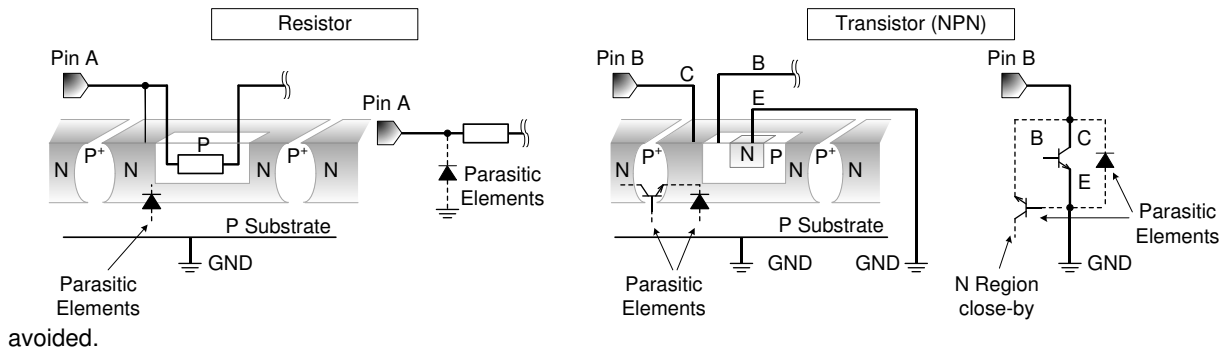 Resistor
Transistor (NPN)
Pin A
Pin A
N
P+
N
P
N
P+
N
Parasitic
Elements
P Substrate
GND
Parasitic
Elements
Pin B
C
B
E
N
P+
N
N
P
N
P+
N
P Substrate
GND
GND
Parasitic
Elements
Pin B
B
C
E
Parasitic
Elements
GND
N Region
close-by
avoided.